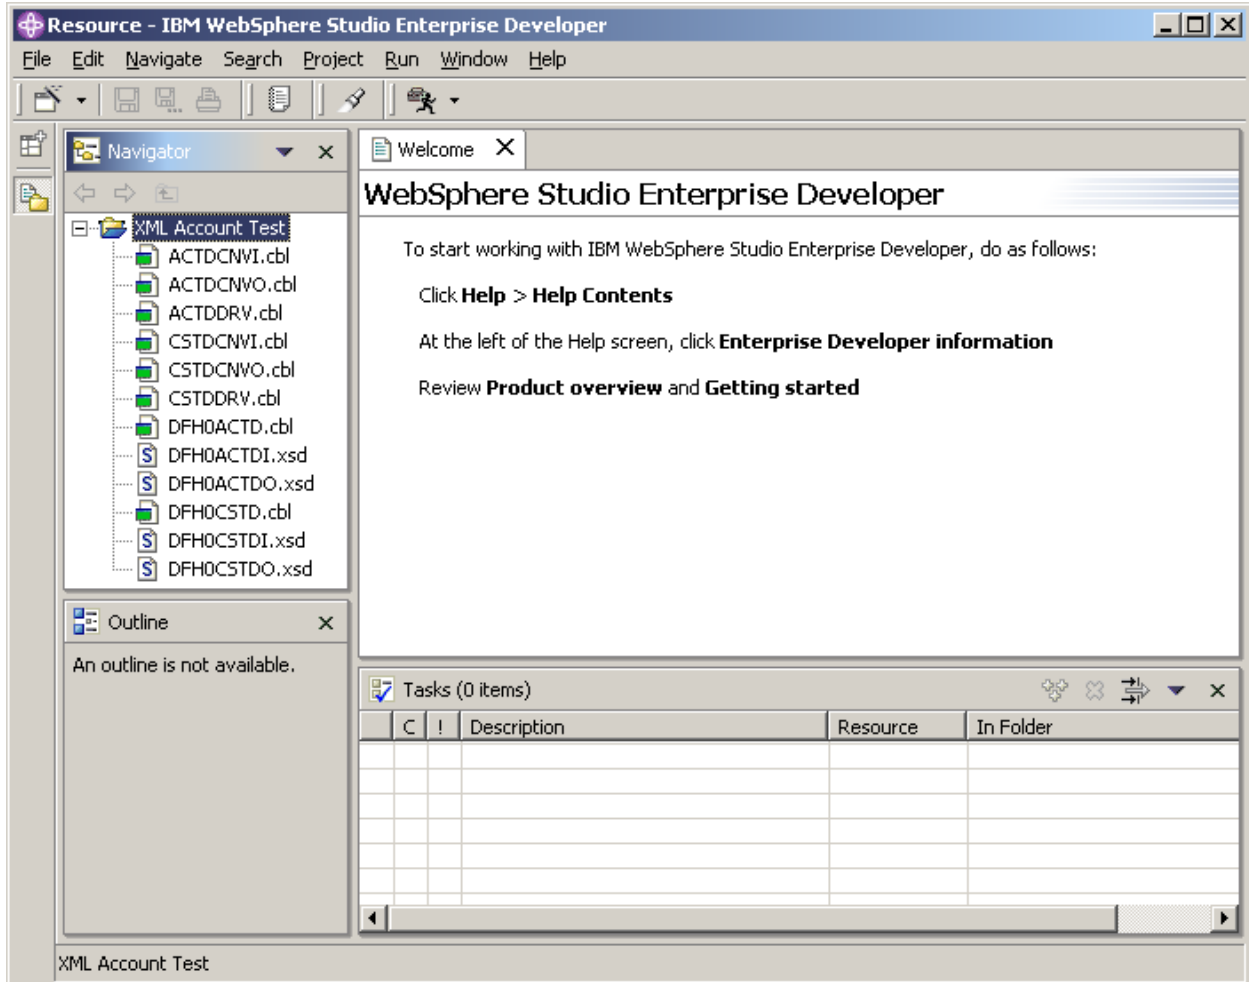 Resource - IBM WebSphere Studio Enterprise Developer
File Edit Navigate Search Project Run Window Help
Navigator
XML Account Test
ACTDCNVI.cbl
ACTDCNVO.cbl
ACTDDRV.cbl
CSTDCNVI.cbl
CSTDCNVO.cbl
CSTDDRV.cbl
DFH0ACTD.cbl
DFH0ACTDI.xsd
DFH0ACTDO.xsd
DFH0CSTD.cbl
DFH0CSTDI.xsd
DFH0CSTDO.xsd
Outline
An outline is not available.
Welcome
WebSphere Studio Enterprise Developer
To start working with IBM WebSphere Studio Enterprise Developer, do as follows:
Click Help > Help Contents
At the left of the Help screen, click Enterprise Developer information
Review Product overview and Getting started
Tasks (0 items)
C ! Description Resource In Folder
XML Account Test